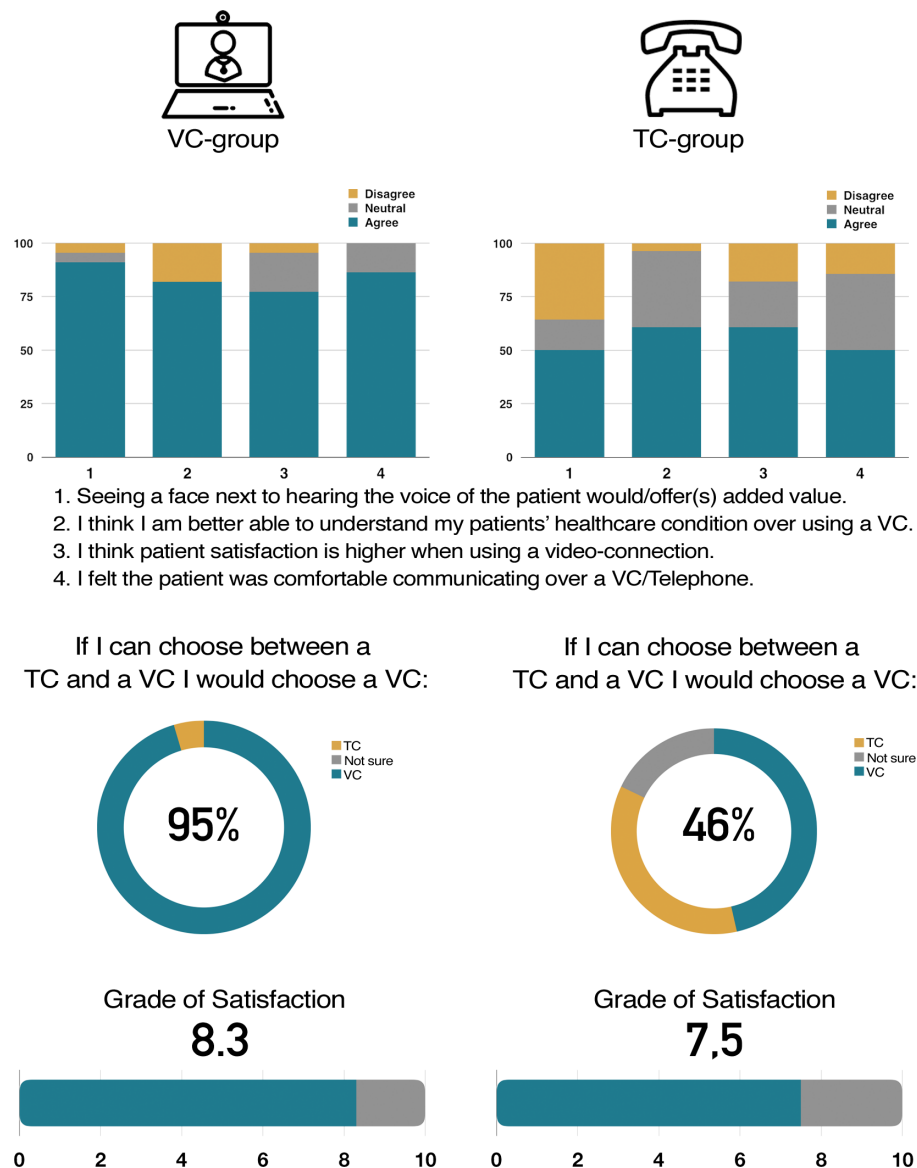 VC-group
TC-group
Disagree
Neutral
Agree
Disagree
Neutral
Agree
100
75
50
25
0
1 2 3 4
100
75
50
25
0
1 2 3 4
1. Seeing a face next to hearing the voice of the patient would/offer(s) added value.
2. I think I am better able to understand my patients’ healthcare condition over using a VC.
3. I think patient satisfaction is higher when using a video-connection.
4. I felt the patient was comfortable communicating over a VC/Telephone.
If I can choose between a
TC and a VC I would choose a VC:
TC
Not sure
VC
95%
If I can choose between a
TC and a VC I would choose a VC:
TC
Not sure
VC
46%
Grade of Satisfaction
8.3
0 2 4 6 8 10
Grade of Satisfaction
7,5
0 2 4 6 8 10